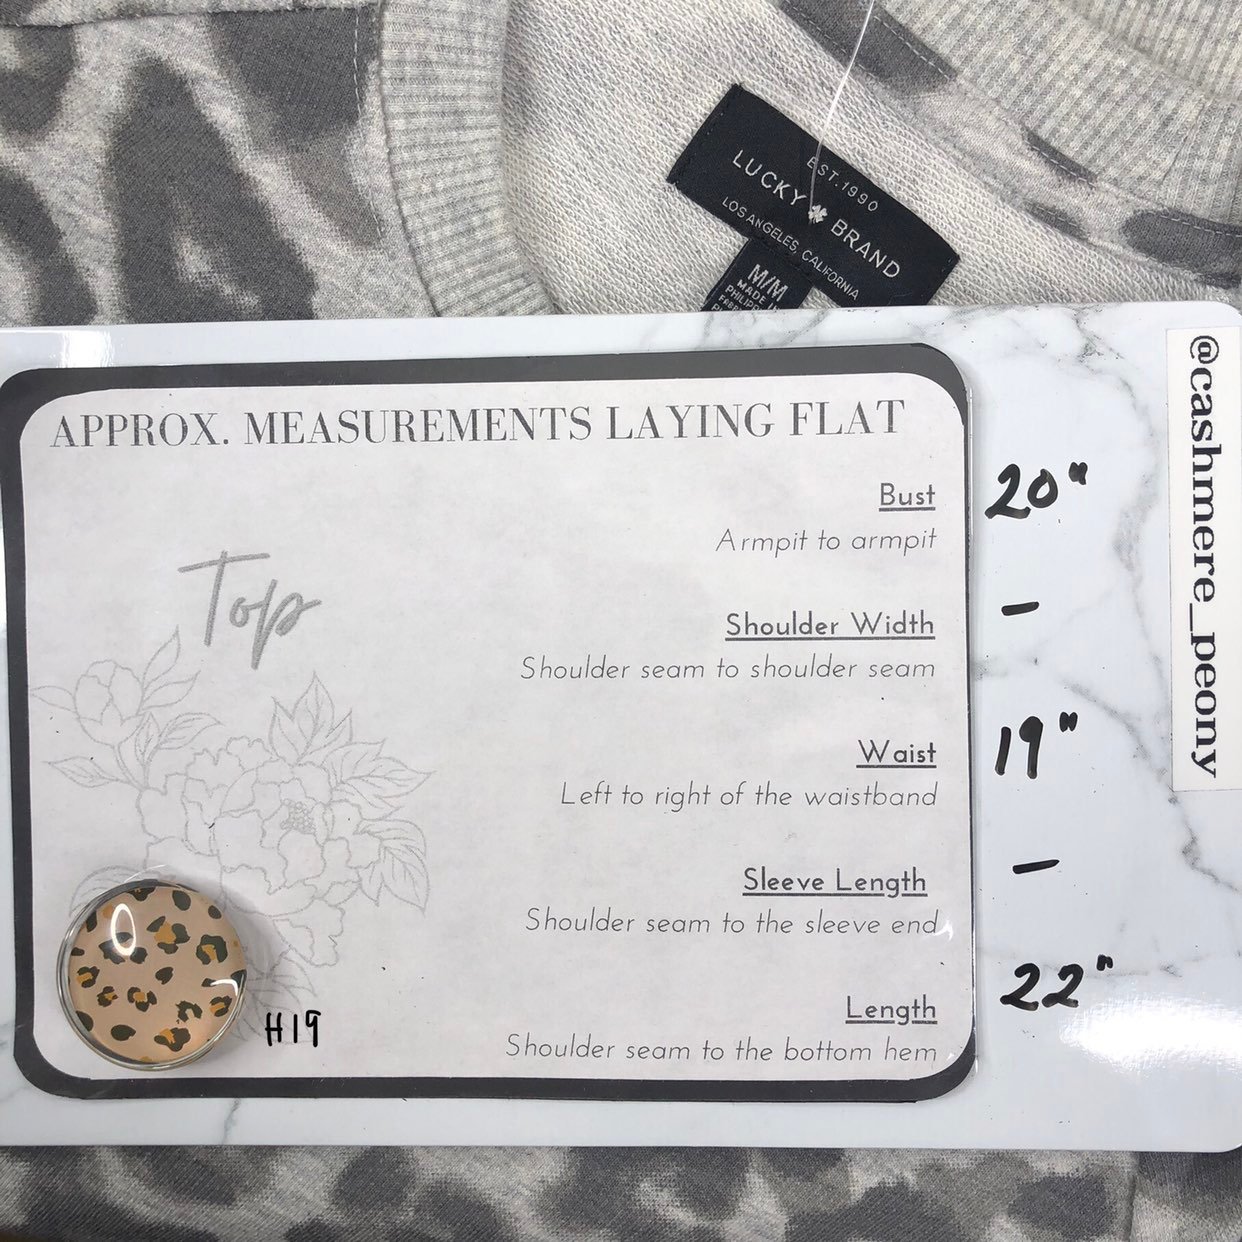 EST. 1990
LUCKY BRAND
LOS ANGELES, CALIFORNIA
M/M
MADE IN
@cashmere_peony
APPROX. MEASUREMENTS LAYING FLAT
Top
Bust 20"
Armpit to armpit
Shoulder Width –
Shoulder seam to shoulder seam
Waist 19"
Left to right of the waistband
Sleeve Length –
Shoulder seam to the sleeve end
Length 22"
Shoulder seam to the bottom hem
H19